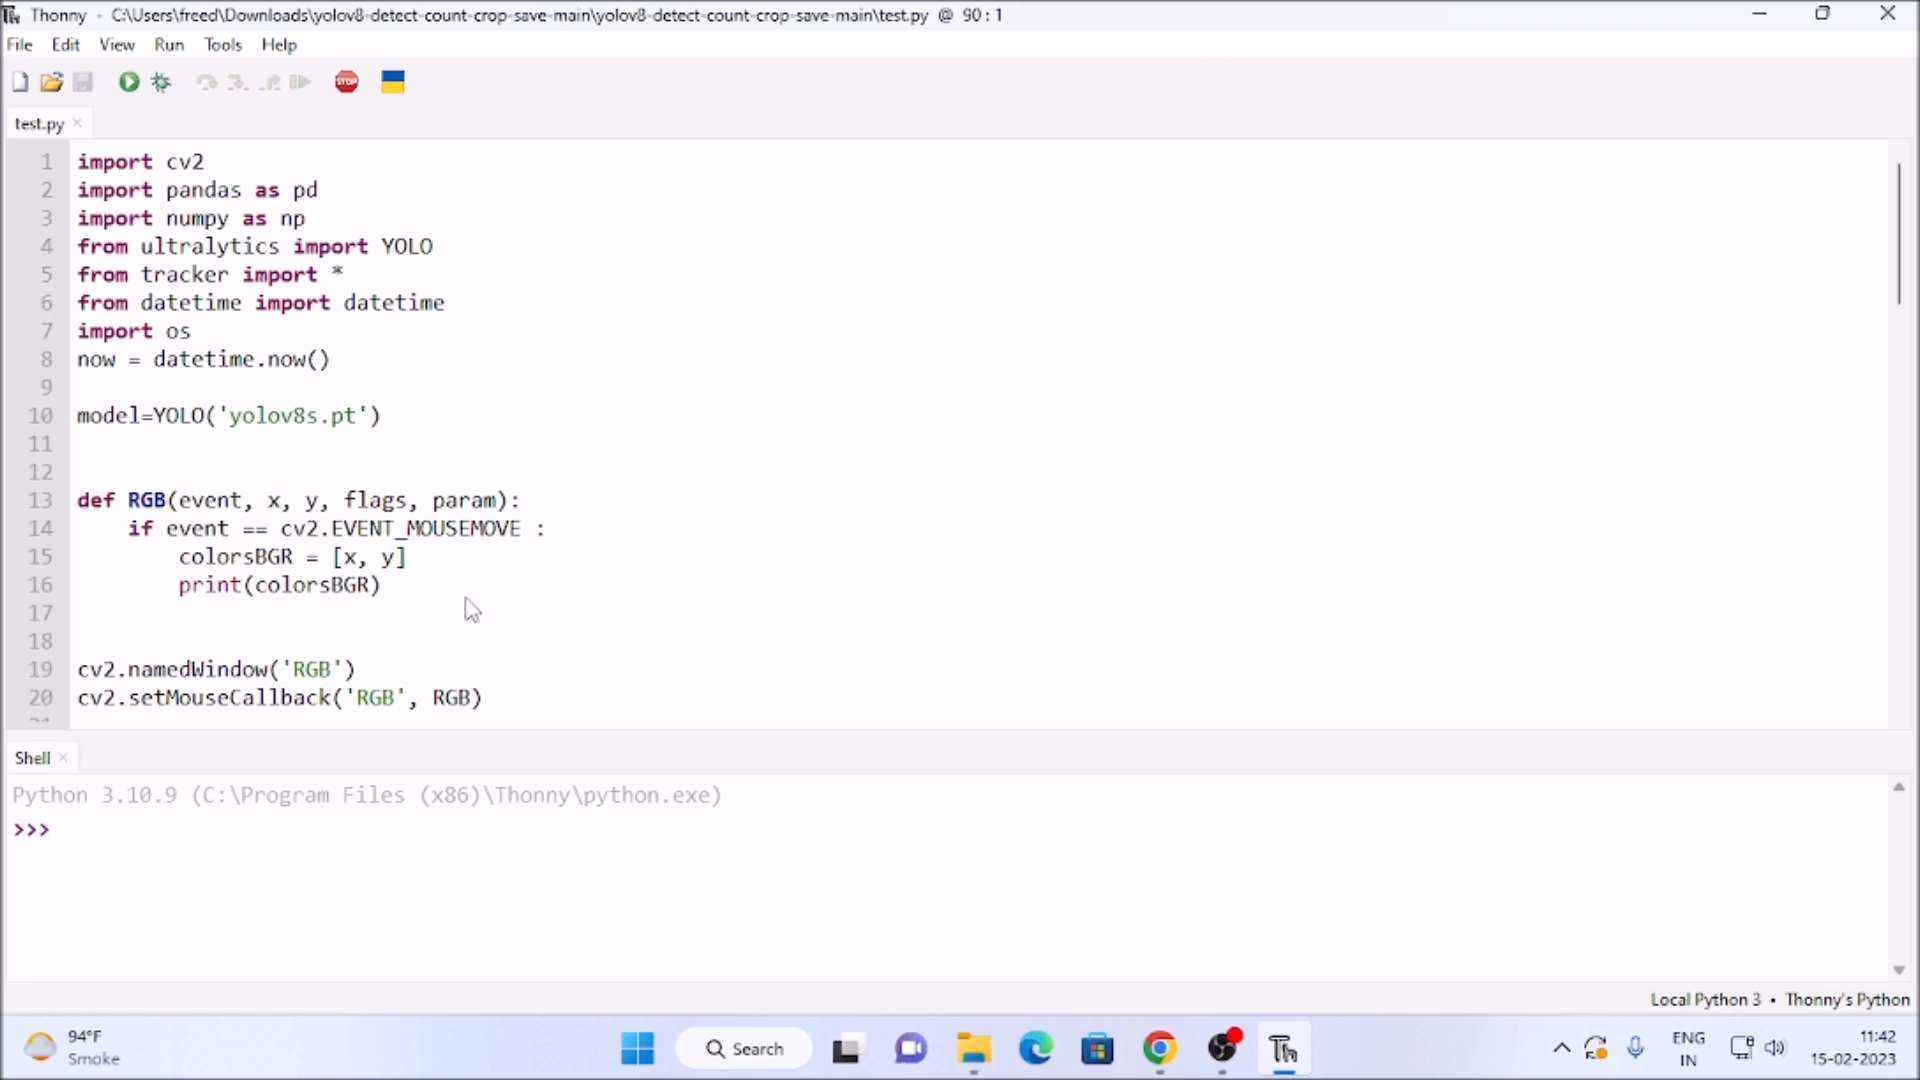 Thonny - C:\Users\freed\Downloads\yolov8-detect-count-crop-save-main\yolov8-detect-count-crop-save-main\test.py @ 90 : 1
File Edit View Run Tools Help
STOP
test.py ×
1 import cv2
2 import pandas as pd
3 import numpy as np
4 from ultralytics import YOLO
5 from tracker import *
6 from datetime import datetime
7 import os
8 now = datetime.now()
9
10 model=YOLO('yolov8s.pt')
11
12
13 def RGB(event, x, y, flags, param):
14     if event == cv2.EVENT_MOUSEMOVE :
15         colorsBGR = [x, y]
16         print(colorsBGR)
17
18
19 cv2.namedWindow('RGB')
20 cv2.setMouseCallback('RGB', RGB)
Shell ×
Python 3.10.9 (C:\Program Files (x86)\Thonny\python.exe)
>>>
Local Python 3 • Thonny's Python
94°F
Smoke
Search
Th
ENG
IN
11:42
15-02-2023